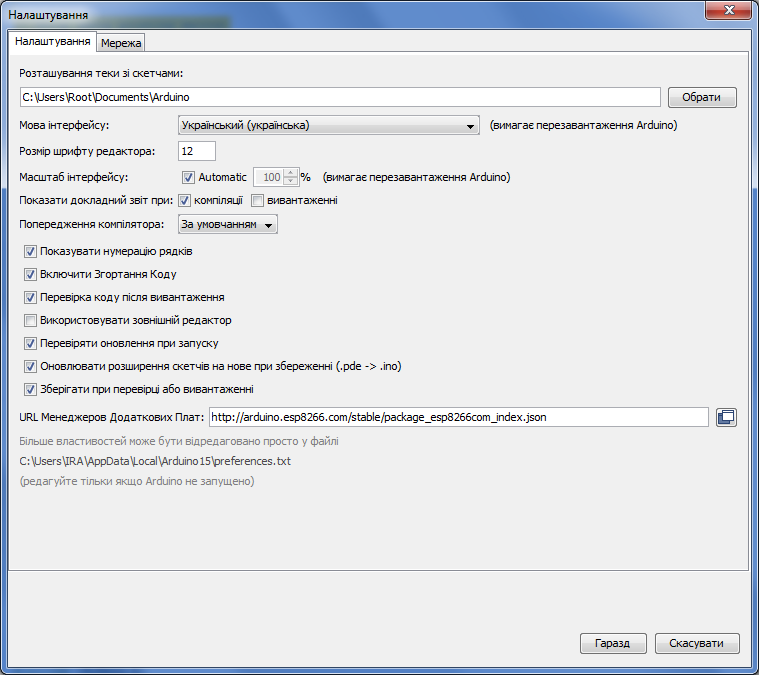 Налаштування
Налаштування Мережа
Розташування теки зі скетчами:
C:\Users\Root\Documents\Arduino Обрати
Мова інтерфейсу: Український (українська) (вимагає перезавантаження Arduino)
Розмір шрифту редактора: 12
Масштаб інтерфейсу: Automatic 100 % (вимагає перезавантаження Arduino)
Показати докладний звіт при: компіляції вивантаженні
Попередження компілятора: За умовчанням
Показувати нумерацію рядків
Включити Згортання Коду
Перевірка коду після вивантаження
Використовувати зовнішній редактор
Перевіряти оновлення при запуску
Оновлювати розширення скетчів на нове при збереженні (.pde -> .ino)
Зберігати при перевірці або вивантаженні
URL Менеджеров Додаткових Плат: http://arduino.esp8266.com/stable/package_esp8266com_index.json
Більше властивостей може бути відредаговано просто у файлі
C:\Users\IRA\AppData\Local\Arduino15\preferences.txt
(редагуйте тільки якщо Arduino не запущено)
Гаразд Скасувати